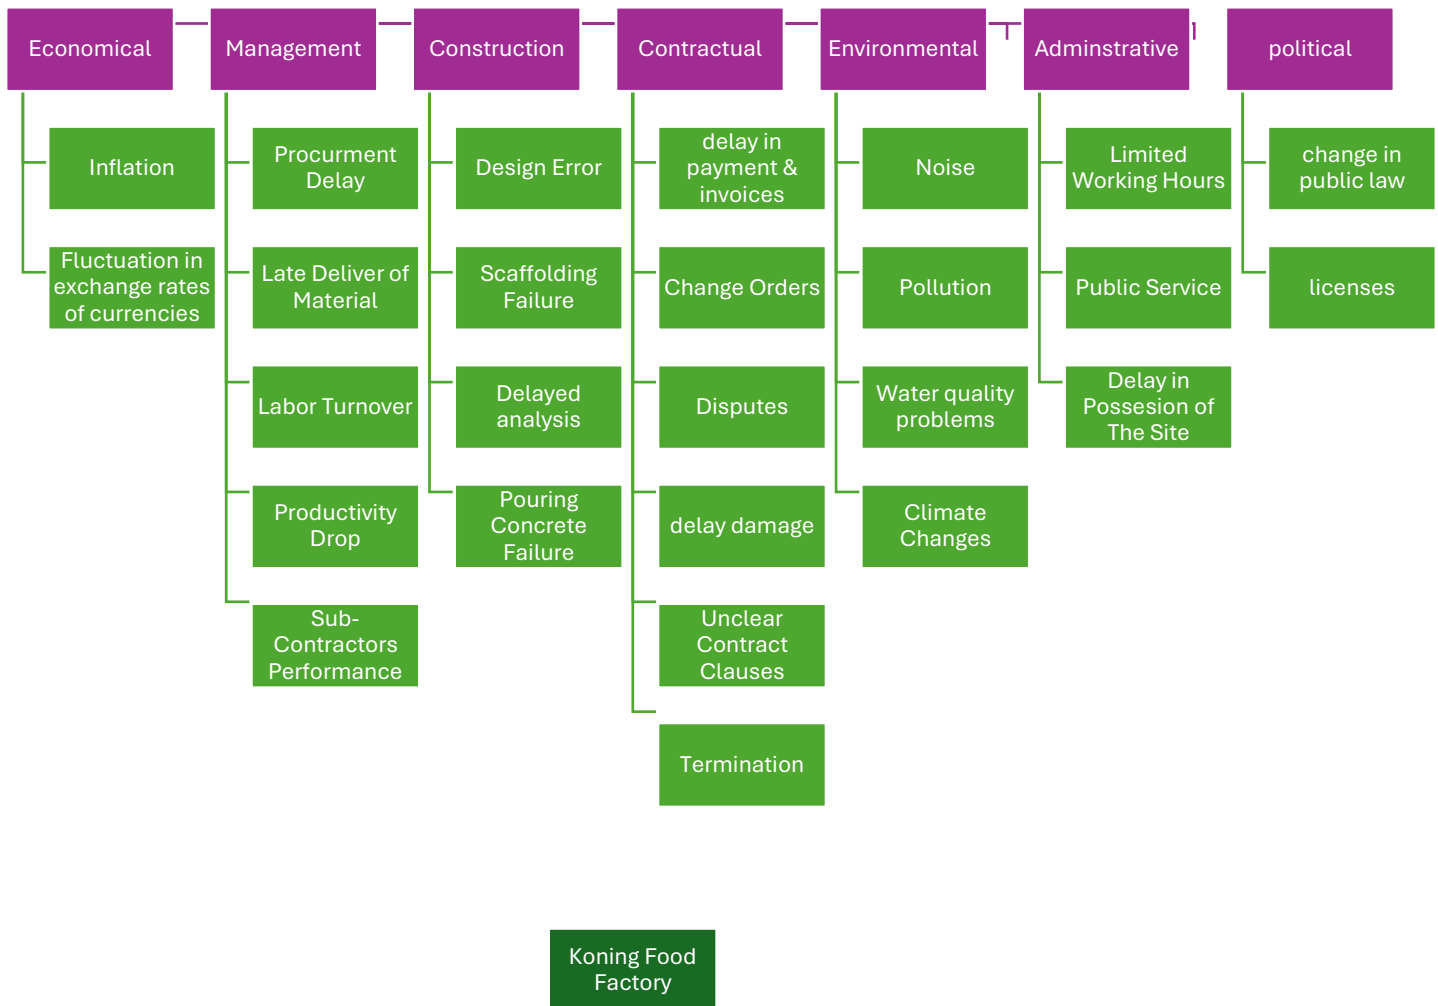 Economical
Management
Construction
Contractual
Environmental
Adminstrative
political
Inflation
Fluctuation in
exchange rates
of currencies
Procurment
Delay
Late Deliver of
Material
Labor Turnover
Productivity
Drop
Sub-
Contractors
Performance
Design Error
Scaffolding
Failure
Delayed
analysis
Pouring
Concrete
Failure
delay in
payment &
invoices
Change Orders
Disputes
delay damage
Unclear
Contract
Clauses
Termination
Noise
Pollution
Water quality
problems
Climate
Changes
Limited
Working Hours
Public Service
Delay in
Possesion of
The Site
change in
public law
licenses
Koning Food
Factory